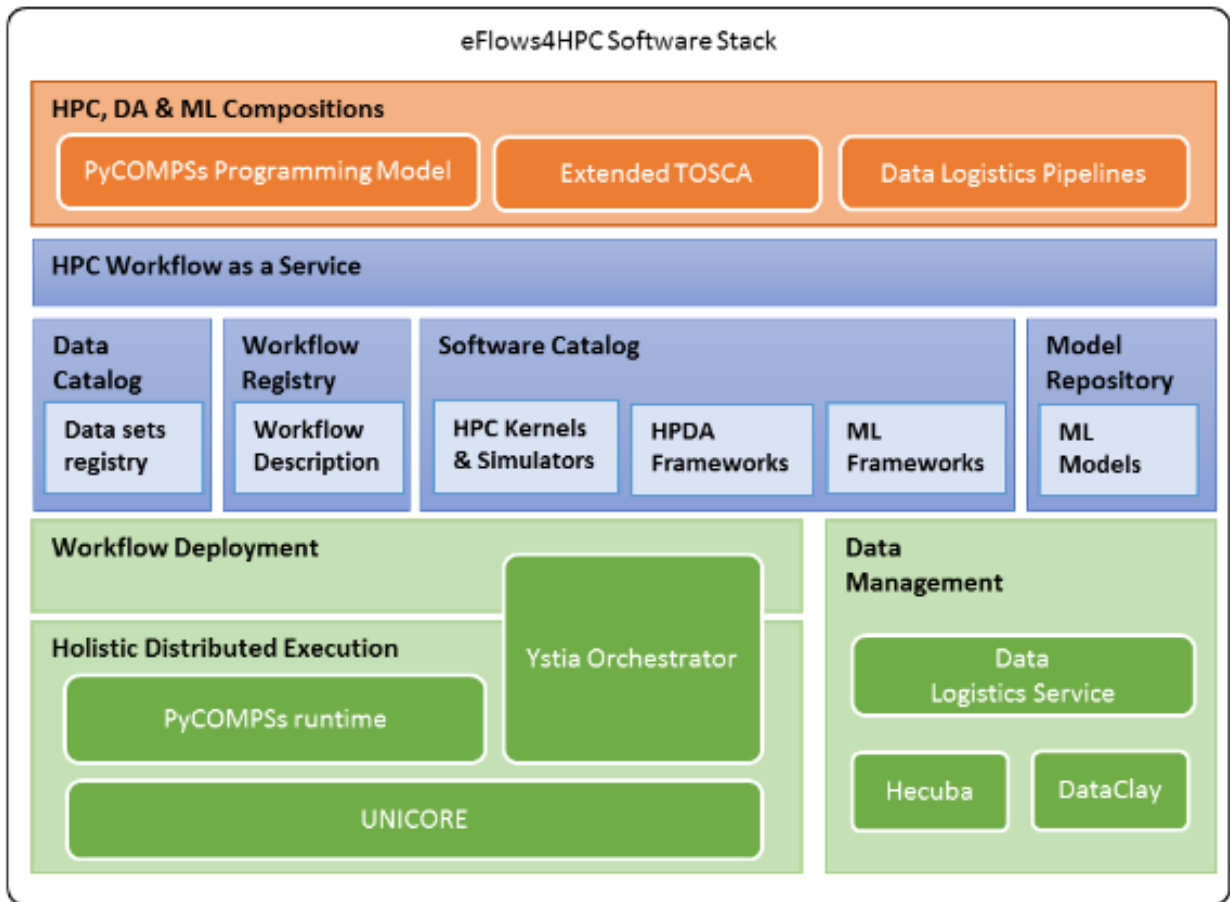 eFlows4HPC Software Stack
HPC, DA & ML Compositions
PyCOMPSs Programming Model
Extended TOSCA
Data Logistics Pipelines
HPC Workflow as a Service
Data
Catalog
Data sets
registry
Workflow
Registry
Workflow
Description
Software Catalog
HPC Kernels
& Simulators
HPDA
Frameworks
ML
Frameworks
Model
Repository
ML
Models
Workflow Deployment
Holistic Distributed Execution
Ystia Orchestrator
PyCOMPSs runtime
UNICORE
Data
Management
Data
Logistics Service
Hecuba
DataClay